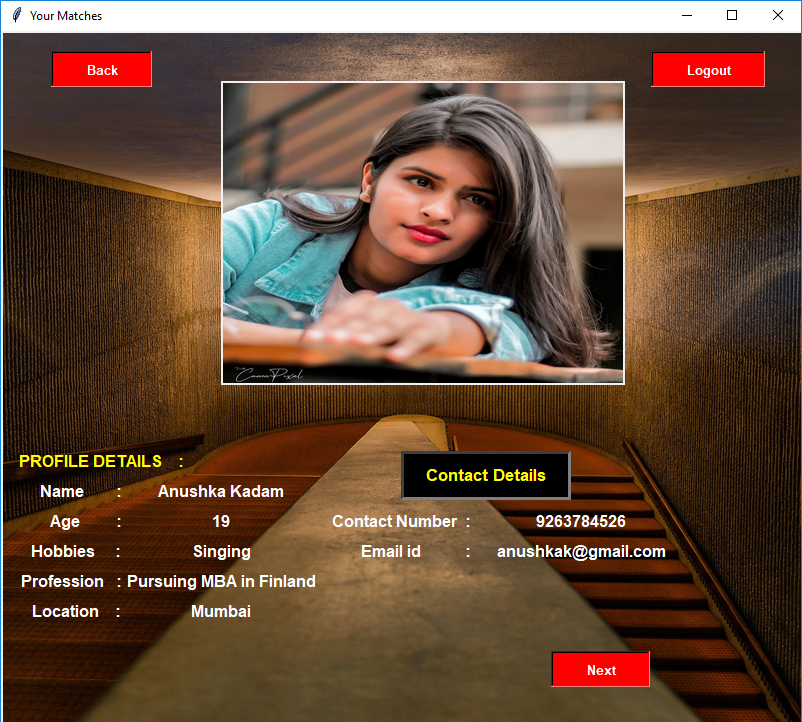 Your Matches
Back
Logout
PROFILE DETAILS :
Contact Details
Name : Anushka Kadam
Age : 19
Contact Number : 9263784526
Hobbies : Singing
Email id : anushkak@gmail.com
Profession : Pursuing MBA in Finland
Location : Mumbai
Next